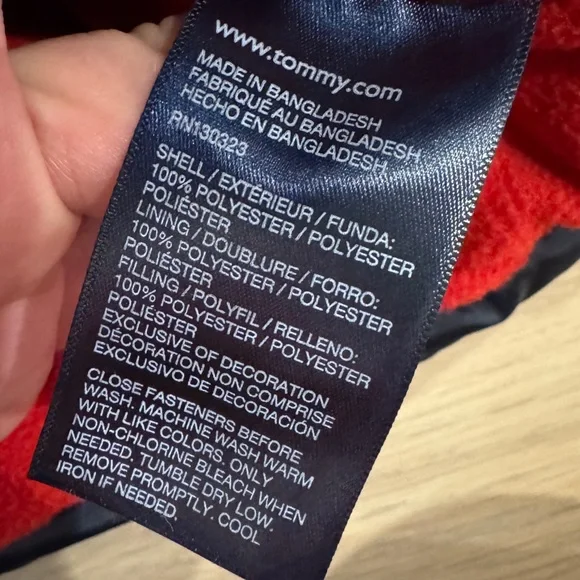 www.tommy.com
MADE IN BANGLADESH
FABRIQUÉ AU BANGLADESH
HECHO EN BANGLADESH
RN130323
SHELL / EXTÉRIEUR / FUNDA:
100% POLYESTER / POLYESTER
POLIÉSTER
LINING / DOUBLURE / FORRO:
100% POLYESTER / POLYESTER
POLIÉSTER
FILLING / POLYFIL / RELLENO:
100% POLYESTER / POLYESTER
POLIÉSTER
EXCLUSIVE OF DECORATION
DÉCORATION NON COMPRISE
EXCLUSIVO DE DECORACIÓN
CLOSE FASTENERS BEFORE
WASH. MACHINE WASH WARM
WITH LIKE COLORS. ONLY
NON-CHLORINE BLEACH WHEN
NEEDED. TUMBLE DRY LOW.
REMOVE PROMPTLY. COOL
IRON IF NEEDED